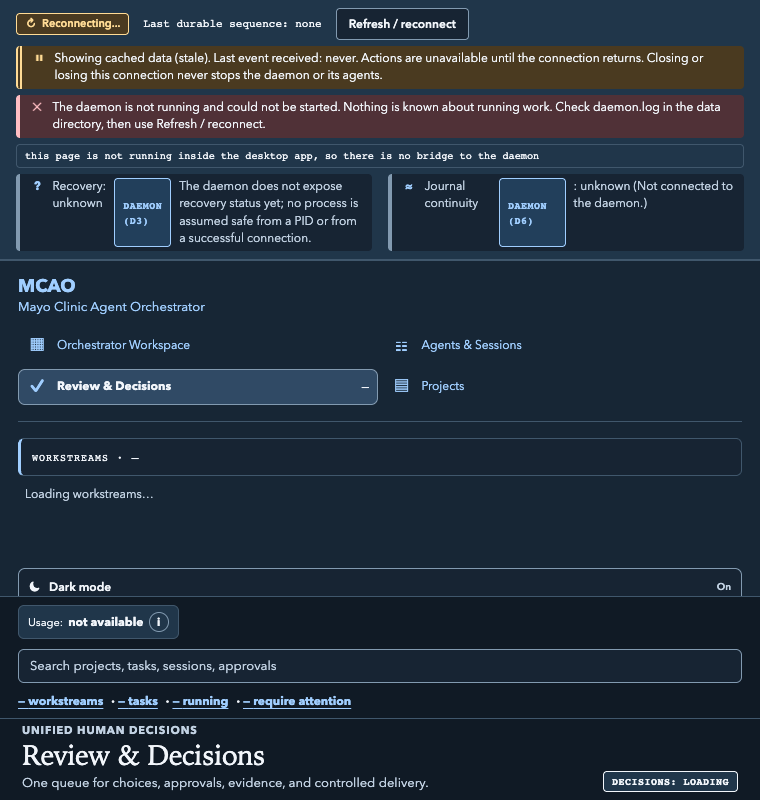 Reconnecting...
Last durable sequence: none
Refresh / reconnect
Showing cached data (stale). Last event received: never. Actions are unavailable until the connection returns. Closing or
losing this connection never stops the daemon or its agents.
The daemon is not running and could not be started. Nothing is known about running work. Check daemon.log in the data
directory, then use Refresh / reconnect.
this page is not running inside the desktop app, so there is no bridge to the daemon
? Recovery:
unknown
DAEMON
(D3)
The daemon does not expose
recovery status yet; no process is
assumed safe from a PID or from
a successful connection.
≈ Journal
continuity
DAEMON
(D6)
: unknown (Not connected to
the daemon.)
MCAO
Mayo Clinic Agent Orchestrator
Orchestrator Workspace
Agents & Sessions
Review & Decisions —
Projects
WORKSTREAMS · —
Loading workstreams…
Dark mode On
Usage: not available i
Search projects, tasks, sessions, approvals
— workstreams · — tasks · — running · — require attention
UNIFIED HUMAN DECISIONS
Review & Decisions
One queue for choices, approvals, evidence, and controlled delivery.
DECISIONS: LOADING